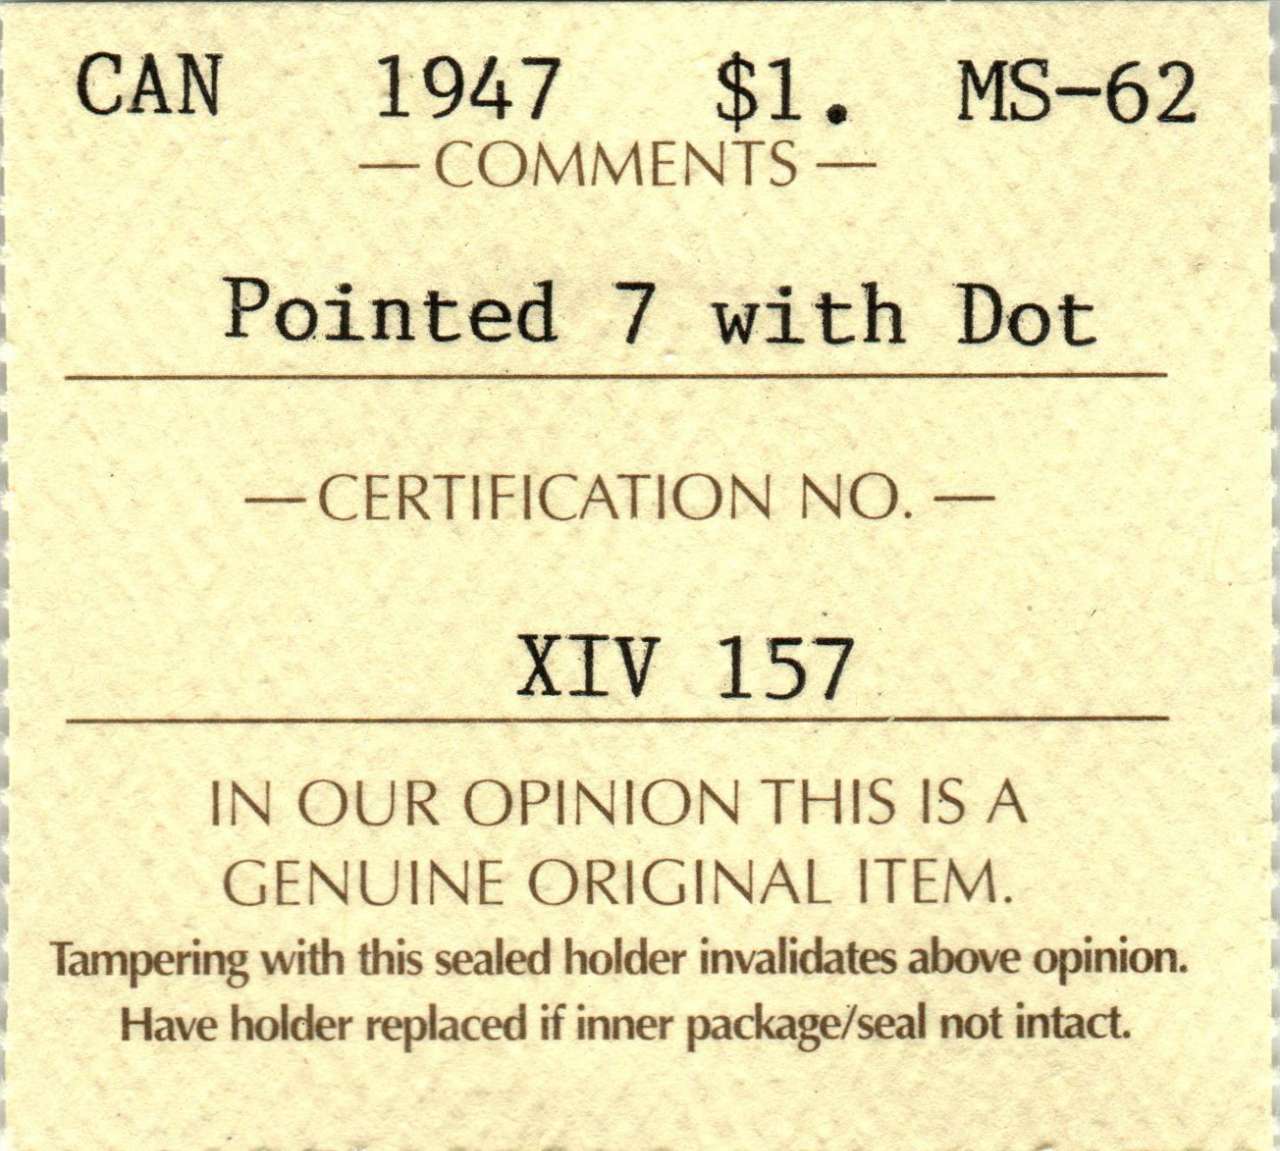 CAN 1947 $1. MS-62
— COMMENTS —
Pointed 7 with Dot
— CERTIFICATION NO. —
XIV 157
IN OUR OPINION THIS IS A
GENUINE ORIGINAL ITEM.
Tampering with this sealed holder invalidates above opinion.
Have holder replaced if inner package/seal not intact.